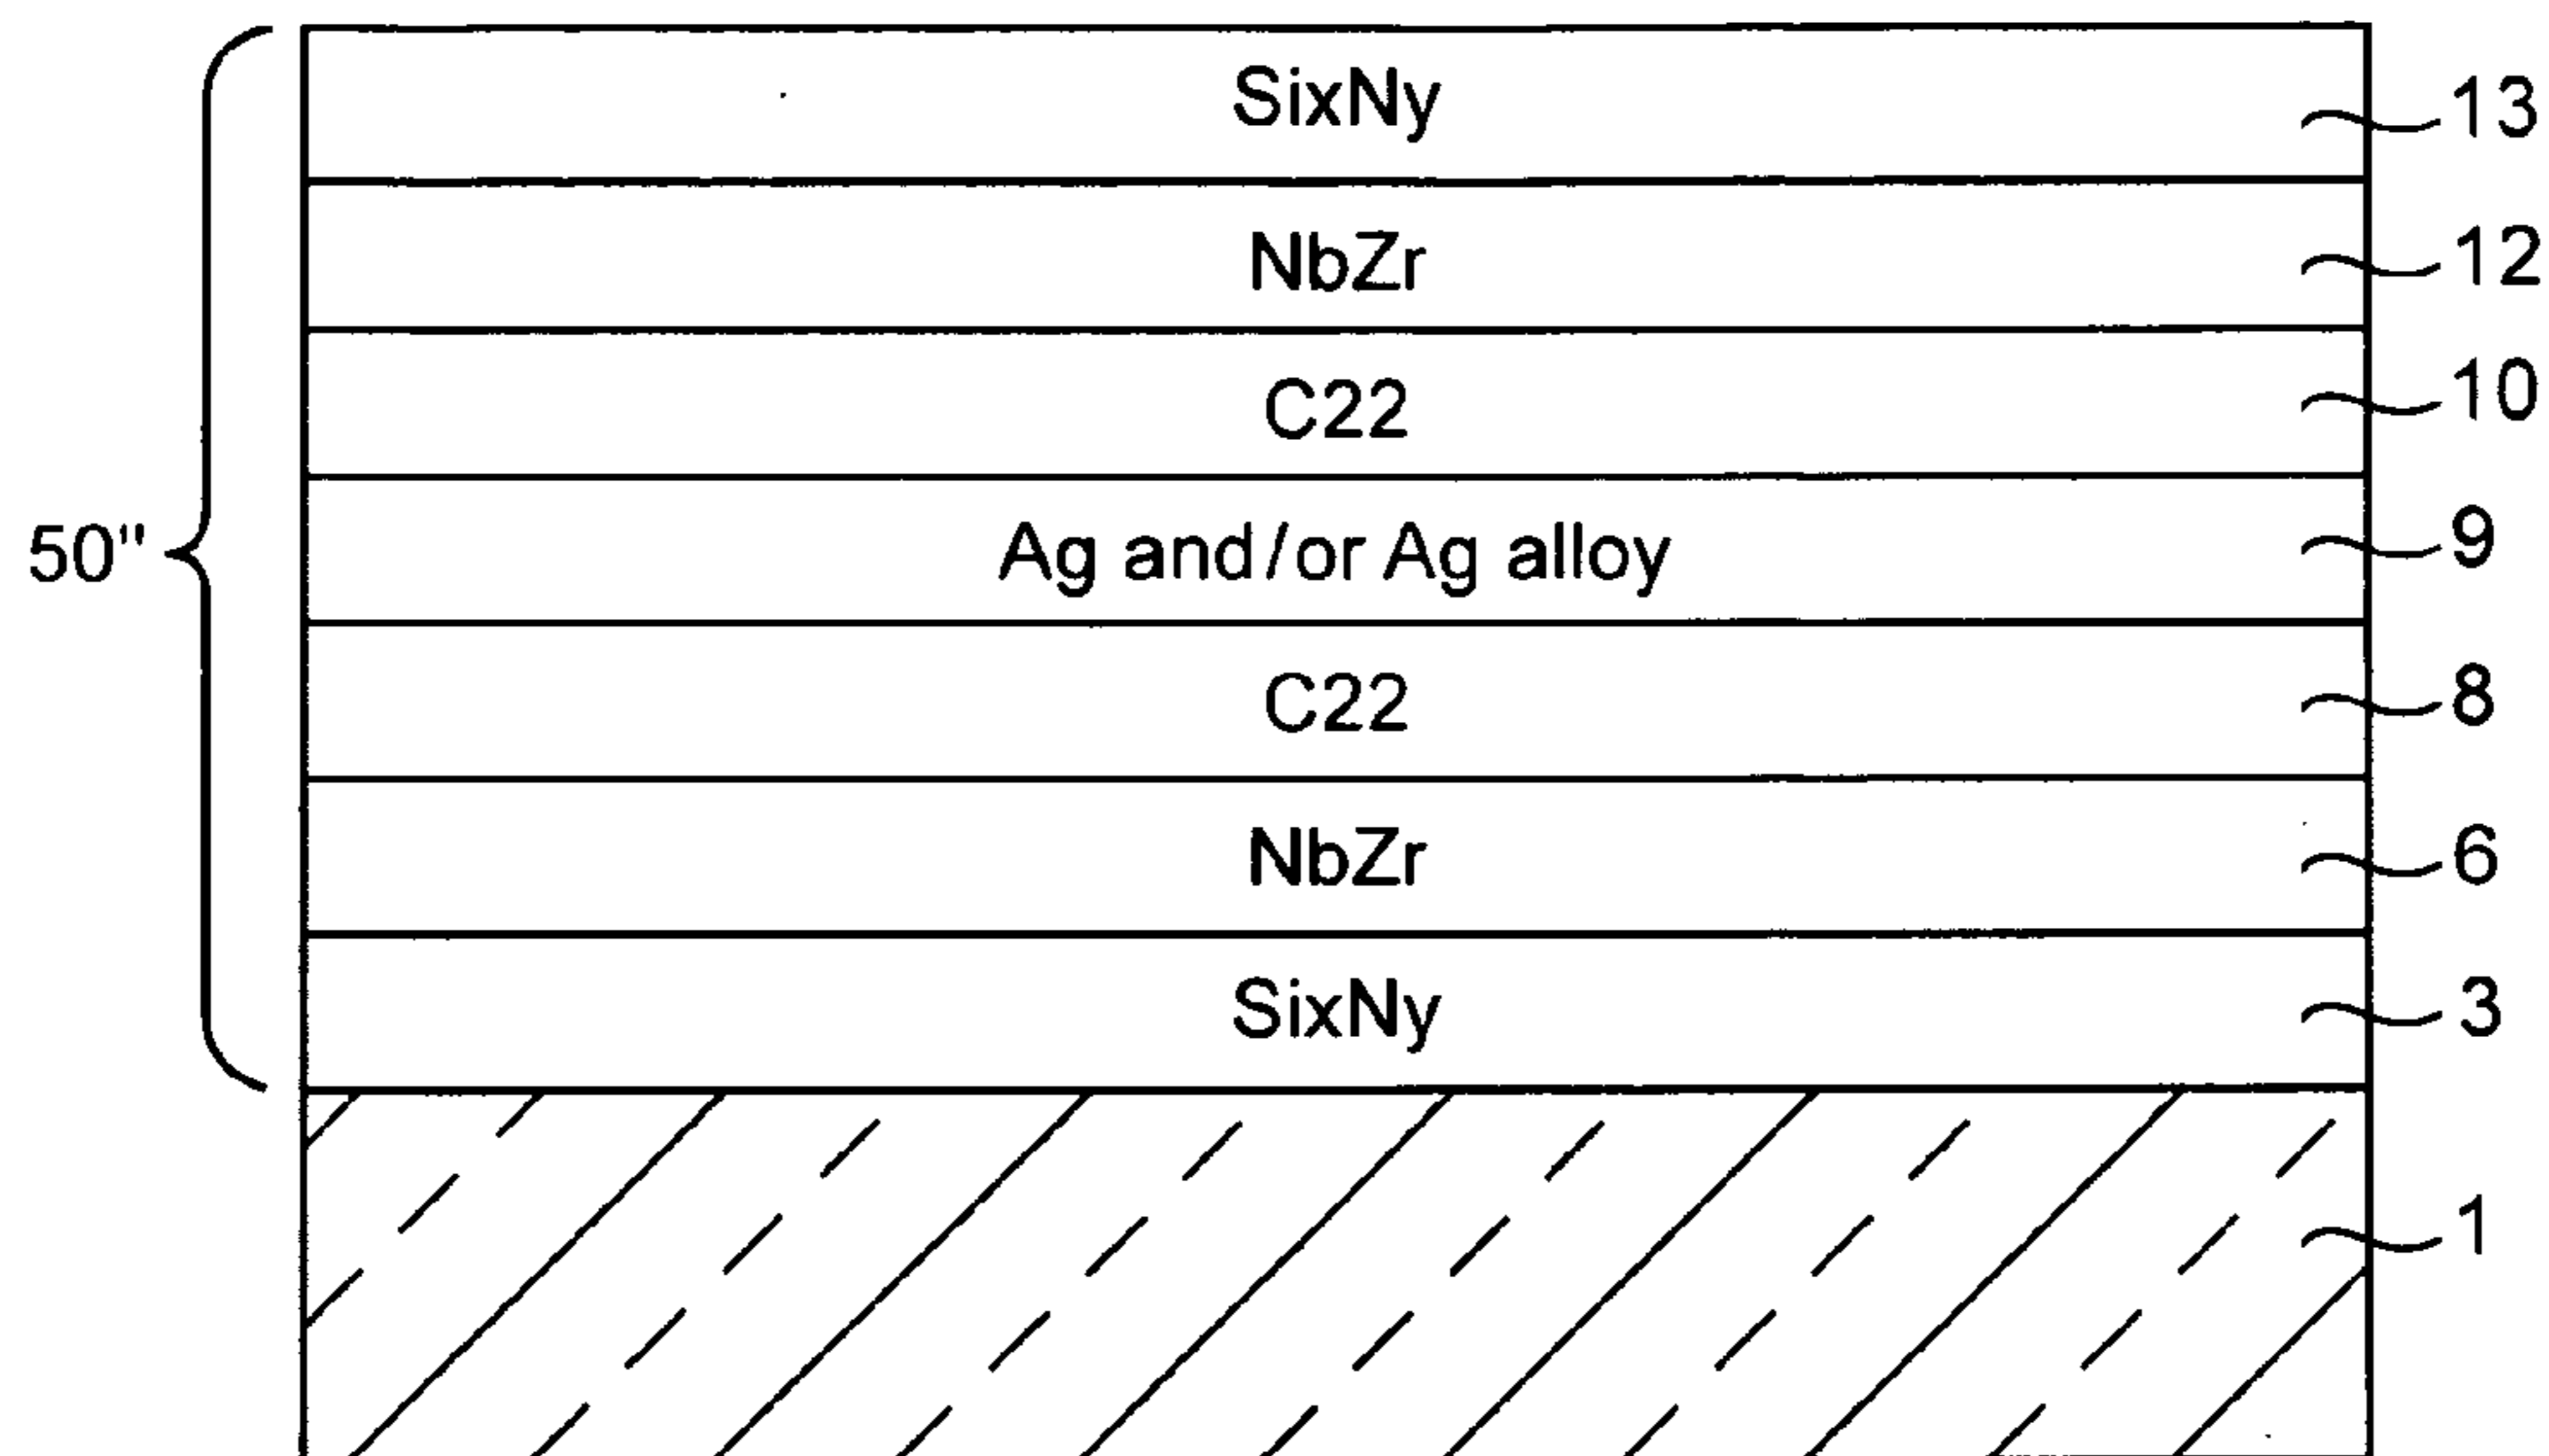 SixNy 13
NbZr 12
C22 10
50" Ag and/or Ag alloy 9
C22 8
NbZr 6
SixNy 3
1